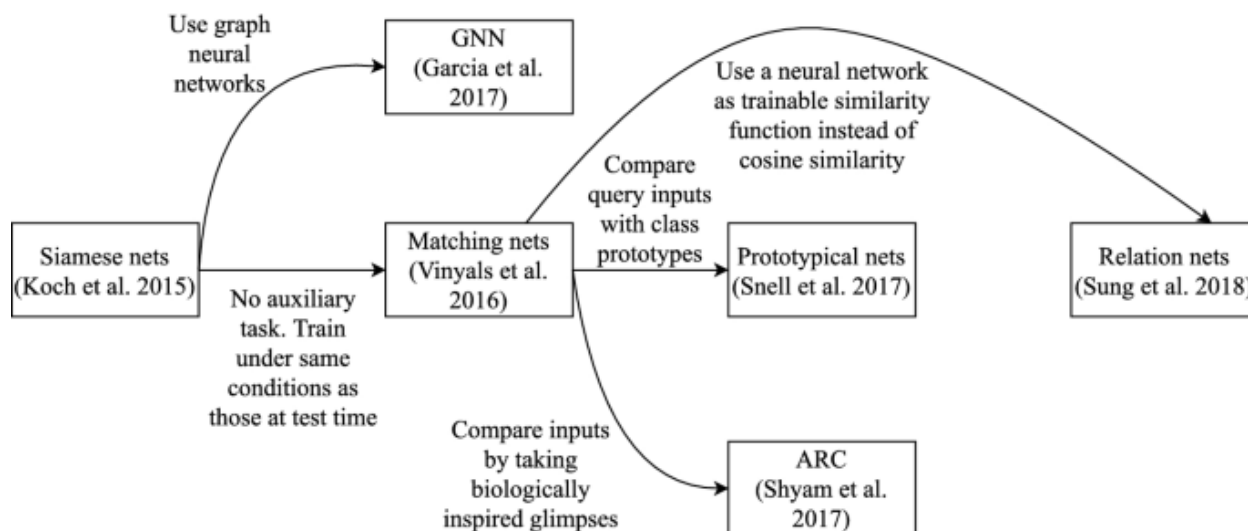 Use graph
neural
networks
GNN
(Garcia et al.
2017)
Use a neural network
as trainable similarity
function instead of
cosine similarity
Compare
query inputs
with class
prototypes
Siamese nets
(Koch et al. 2015)
Matching nets
(Vinyals et al.
2016)
Prototypical nets
(Snell et al. 2017)
Relation nets
(Sung et al. 2018)
No auxiliary
task. Train
under same
conditions as
those at test time
Compare inputs
by taking
biologically
inspired glimpses
ARC
(Shyam et al.
2017)